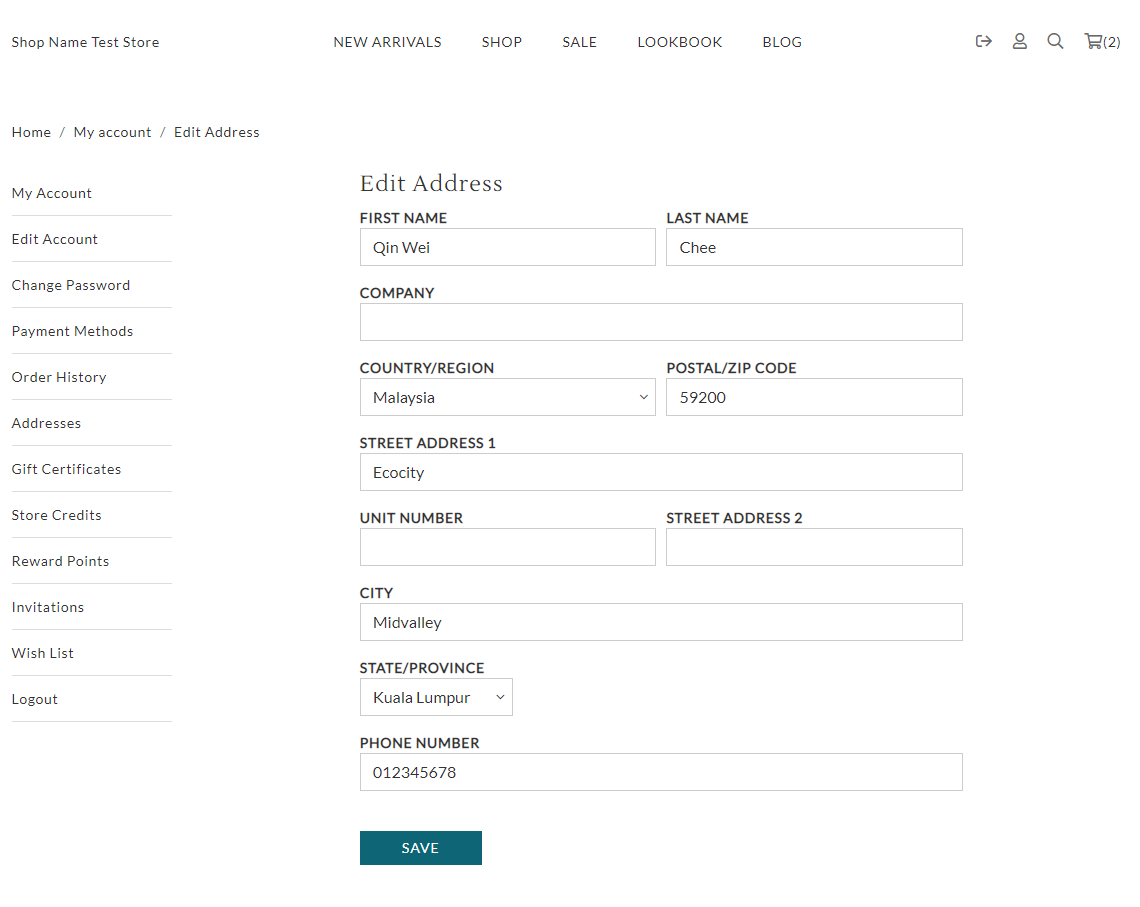 Shop Name Test Store NEW ARRIVALS SHOP SALE LOOKBOOK BLOG (2)
Home / My account / Edit Address
My Account
Edit Account
Change Password
Payment Methods
Order History
Addresses
Gift Certificates
Store Credits
Reward Points
Invitations
Wish List
Logout
Edit Address
FIRST NAME LAST NAME
Qin Wei Chee
COMPANY
COUNTRY/REGION POSTAL/ZIP CODE
Malaysia 59200
STREET ADDRESS 1
Ecocity
UNIT NUMBER STREET ADDRESS 2
CITY
Midvalley
STATE/PROVINCE
Kuala Lumpur
PHONE NUMBER
012345678
SAVE